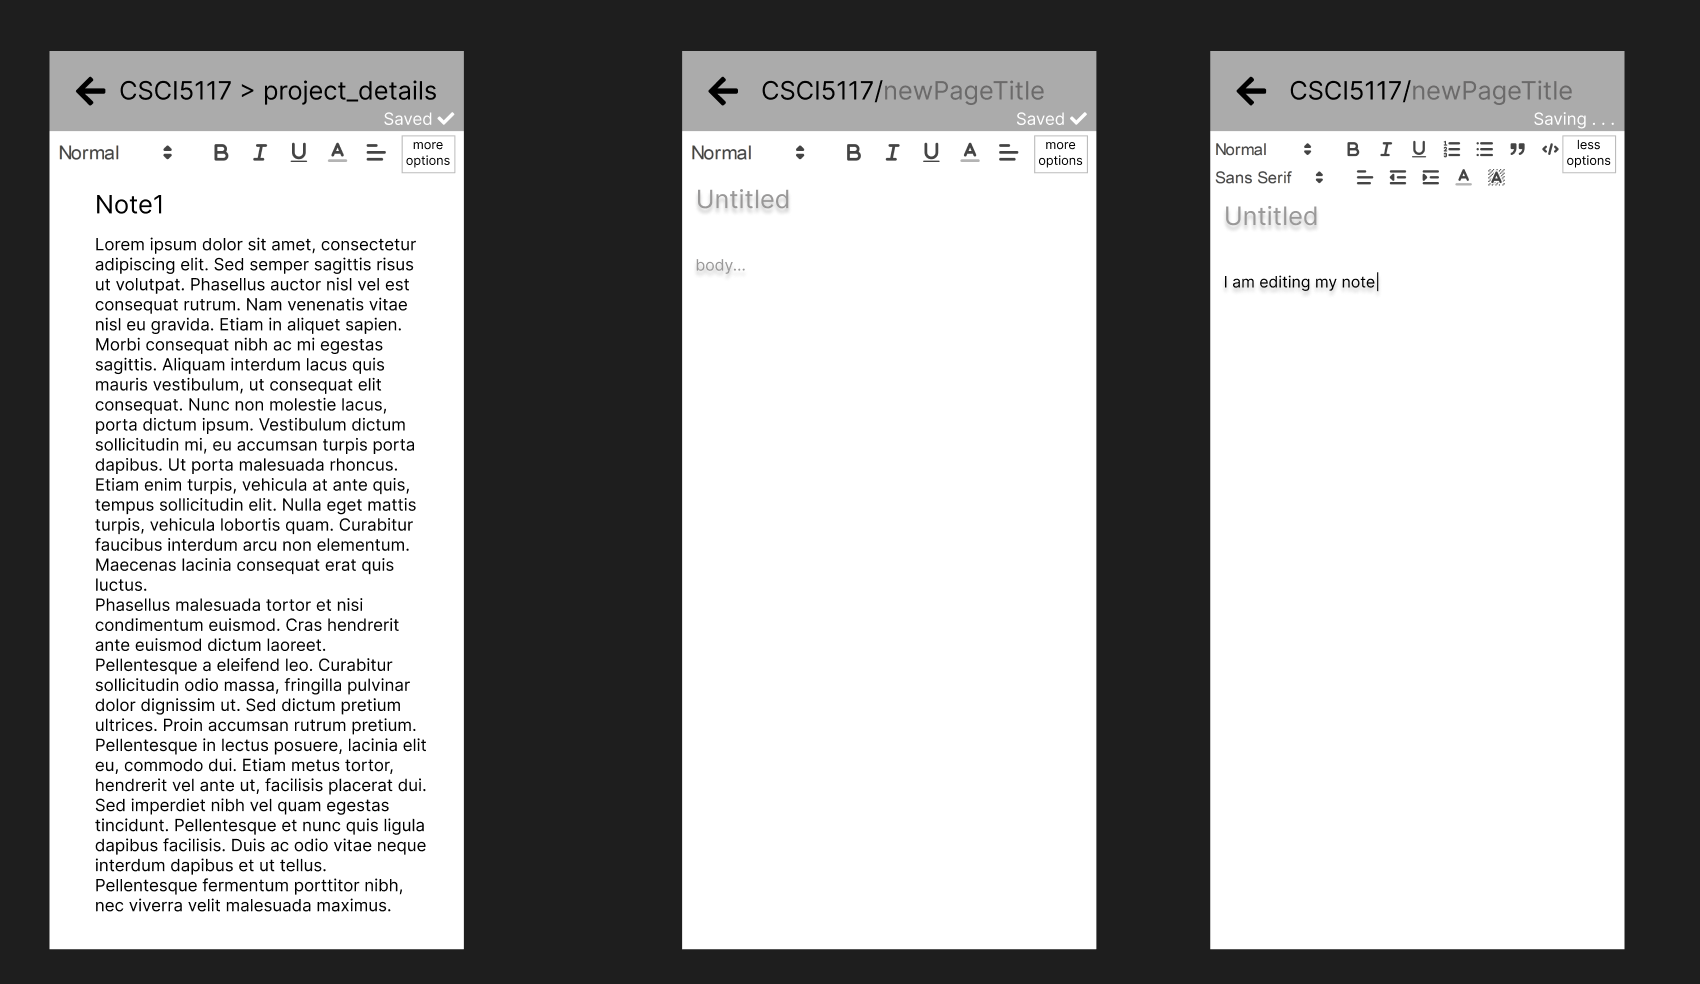 CSCI5117 > project_details
Saved
Normal
B I U A
more
options
Note1
Lorem ipsum dolor sit amet, consectetur
adipiscing elit. Sed semper sagittis risus
ut volutpat. Phasellus auctor nisl vel est
consequat rutrum. Nam venenatis vitae
nisl eu gravida. Etiam in aliquet sapien.
Morbi consequat nibh ac mi egestas
sagittis. Aliquam interdum lacus quis
mauris vestibulum, ut consequat elit
consequat. Nunc non molestie lacus,
porta dictum ipsum. Vestibulum dictum
sollicitudin mi, eu accumsan turpis porta
dapibus. Ut porta malesuada rhoncus.
Etiam enim turpis, vehicula at ante quis,
tempus sollicitudin elit. Nulla eget mattis
turpis, vehicula lobortis quam. Curabitur
faucibus interdum arcu non elementum.
Maecenas lacinia consequat erat quis
luctus.
Phasellus malesuada tortor et nisi
condimentum euismod. Cras hendrerit
ante euismod dictum laoreet.
Pellentesque a eleifend leo. Curabitur
sollicitudin odio massa, fringilla pulvinar
dolor dignissim ut. Sed dictum pretium
ultrices. Proin accumsan rutrum pretium.
Pellentesque in lectus posuere, lacinia elit
eu, commodo dui. Etiam metus tortor,
hendrerit vel ante ut, facilisis placerat dui.
Sed imperdiet nibh vel quam egestas
tincidunt. Pellentesque et nunc quis ligula
dapibus facilisis. Duis ac odio vitae neque
interdum dapibus et ut tellus.
Pellentesque fermentum porttitor nibh,
nec viverra velit malesuada maximus.
CSCI5117/newPageTitle
Saved
Normal
B I U A
more
options
Untitled
body...
CSCI5117/newPageTitle
Saving . . .
Normal
B I U
less
options
Sans Serif
A A
Untitled
I am editing my note